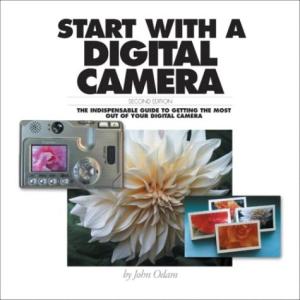 START WITH A
DIGITAL
CAMERA
SECOND EDITION
THE INDISPENSABLE GUIDE TO GETTING THE MOST
OUT OF YOUR DIGITAL CAMERA
by John Odam